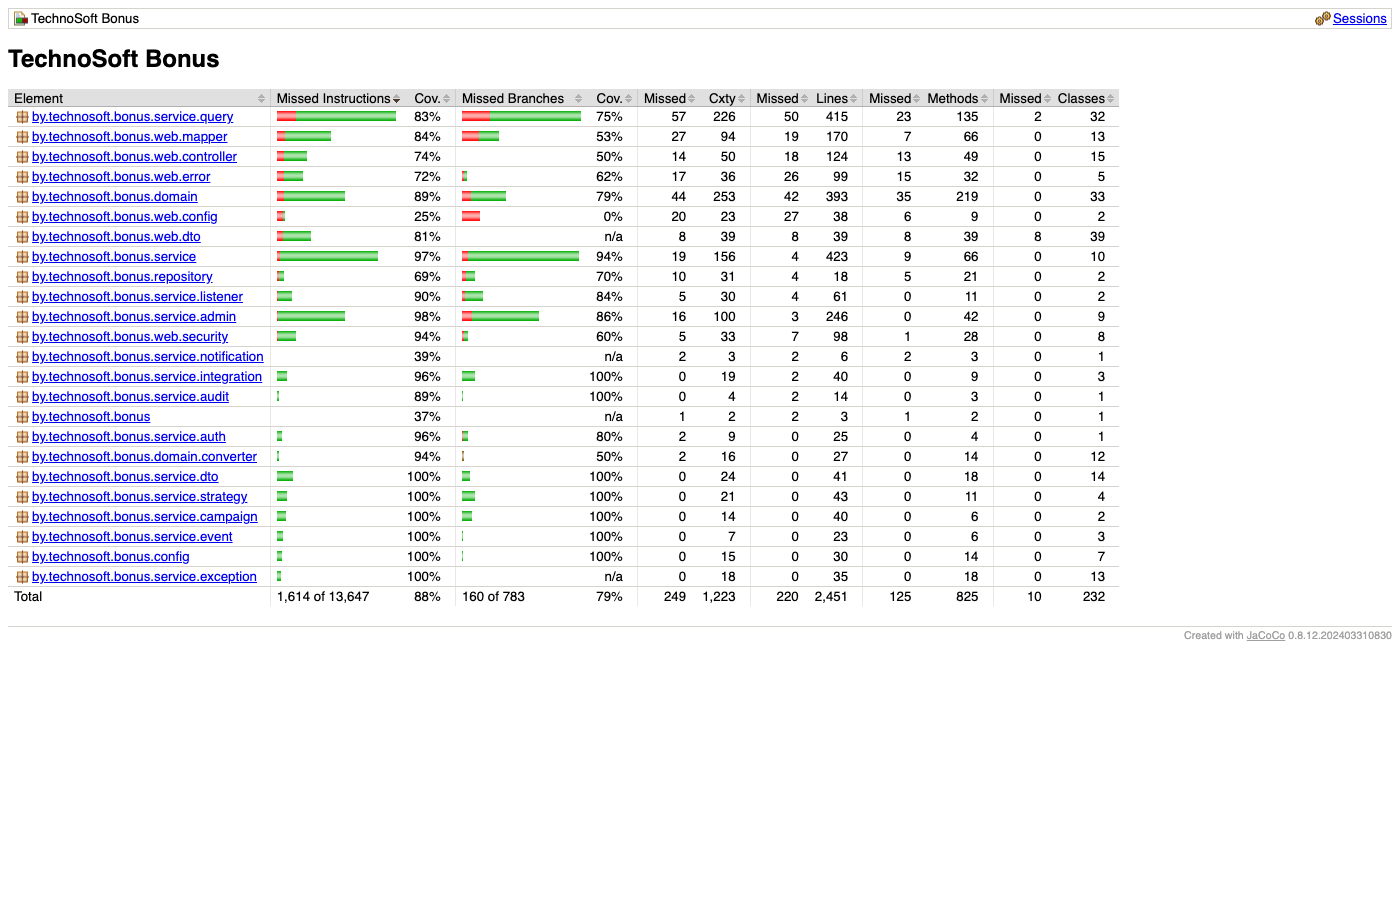 TechnoSoft Bonus Sessions
TechnoSoft Bonus
Element Missed Instructions Cov. Missed Branches Cov. Missed Cxty Missed Lines Missed Methods Missed Classes
by.technosoft.bonus.service.query 83% 75% 57 226 50 415 23 135 2 32
by.technosoft.bonus.web.mapper 84% 53% 27 94 19 170 7 66 0 13
by.technosoft.bonus.web.controller 74% 50% 14 50 18 124 13 49 0 15
by.technosoft.bonus.web.error 72% 62% 17 36 26 99 15 32 0 5
by.technosoft.bonus.domain 89% 79% 44 253 42 393 35 219 0 33
by.technosoft.bonus.web.config 25% 0% 20 23 27 38 6 9 0 2
by.technosoft.bonus.web.dto 81% n/a 8 39 8 39 8 39 8 39
by.technosoft.bonus.service 97% 94% 19 156 4 423 9 66 0 10
by.technosoft.bonus.repository 69% 70% 10 31 4 18 5 21 0 2
by.technosoft.bonus.service.listener 90% 84% 5 30 4 61 0 11 0 2
by.technosoft.bonus.service.admin 98% 86% 16 100 3 246 0 42 0 9
by.technosoft.bonus.web.security 94% 60% 5 33 7 98 1 28 0 8
by.technosoft.bonus.service.notification 39% n/a 2 3 2 6 2 3 0 1
by.technosoft.bonus.service.integration 96% 100% 0 19 2 40 0 9 0 3
by.technosoft.bonus.service.audit 89% 100% 0 4 2 14 0 3 0 1
by.technosoft.bonus 37% n/a 1 2 2 3 1 2 0 1
by.technosoft.bonus.service.auth 96% 80% 2 9 0 25 0 4 0 1
by.technosoft.bonus.domain.converter 94% 50% 2 16 0 27 0 14 0 12
by.technosoft.bonus.service.dto 100% 100% 0 24 0 41 0 18 0 14
by.technosoft.bonus.service.strategy 100% 100% 0 21 0 43 0 11 0 4
by.technosoft.bonus.service.campaign 100% 100% 0 14 0 40 0 6 0 2
by.technosoft.bonus.service.event 100% 100% 0 7 0 23 0 6 0 3
by.technosoft.bonus.config 100% 100% 0 15 0 30 0 14 0 7
by.technosoft.bonus.service.exception 100% n/a 0 18 0 35 0 18 0 13
Total 1,614 of 13,647 88% 160 of 783 79% 249 1,223 220 2,451 125 825 10 232
Created with JaCoCo 0.8.12.202403310830